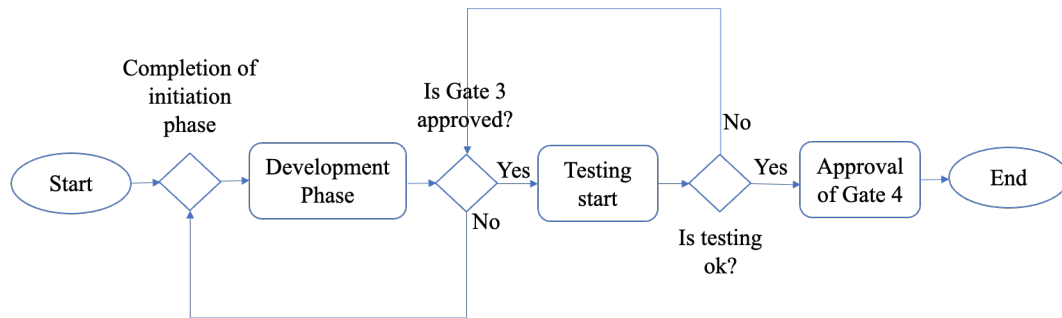 Start
Completion of
initiation
phase
Development
Phase
Is Gate 3
approved?
Yes
No
Testing
start
No
Yes
Is testing
ok?
Approval
of Gate 4
End